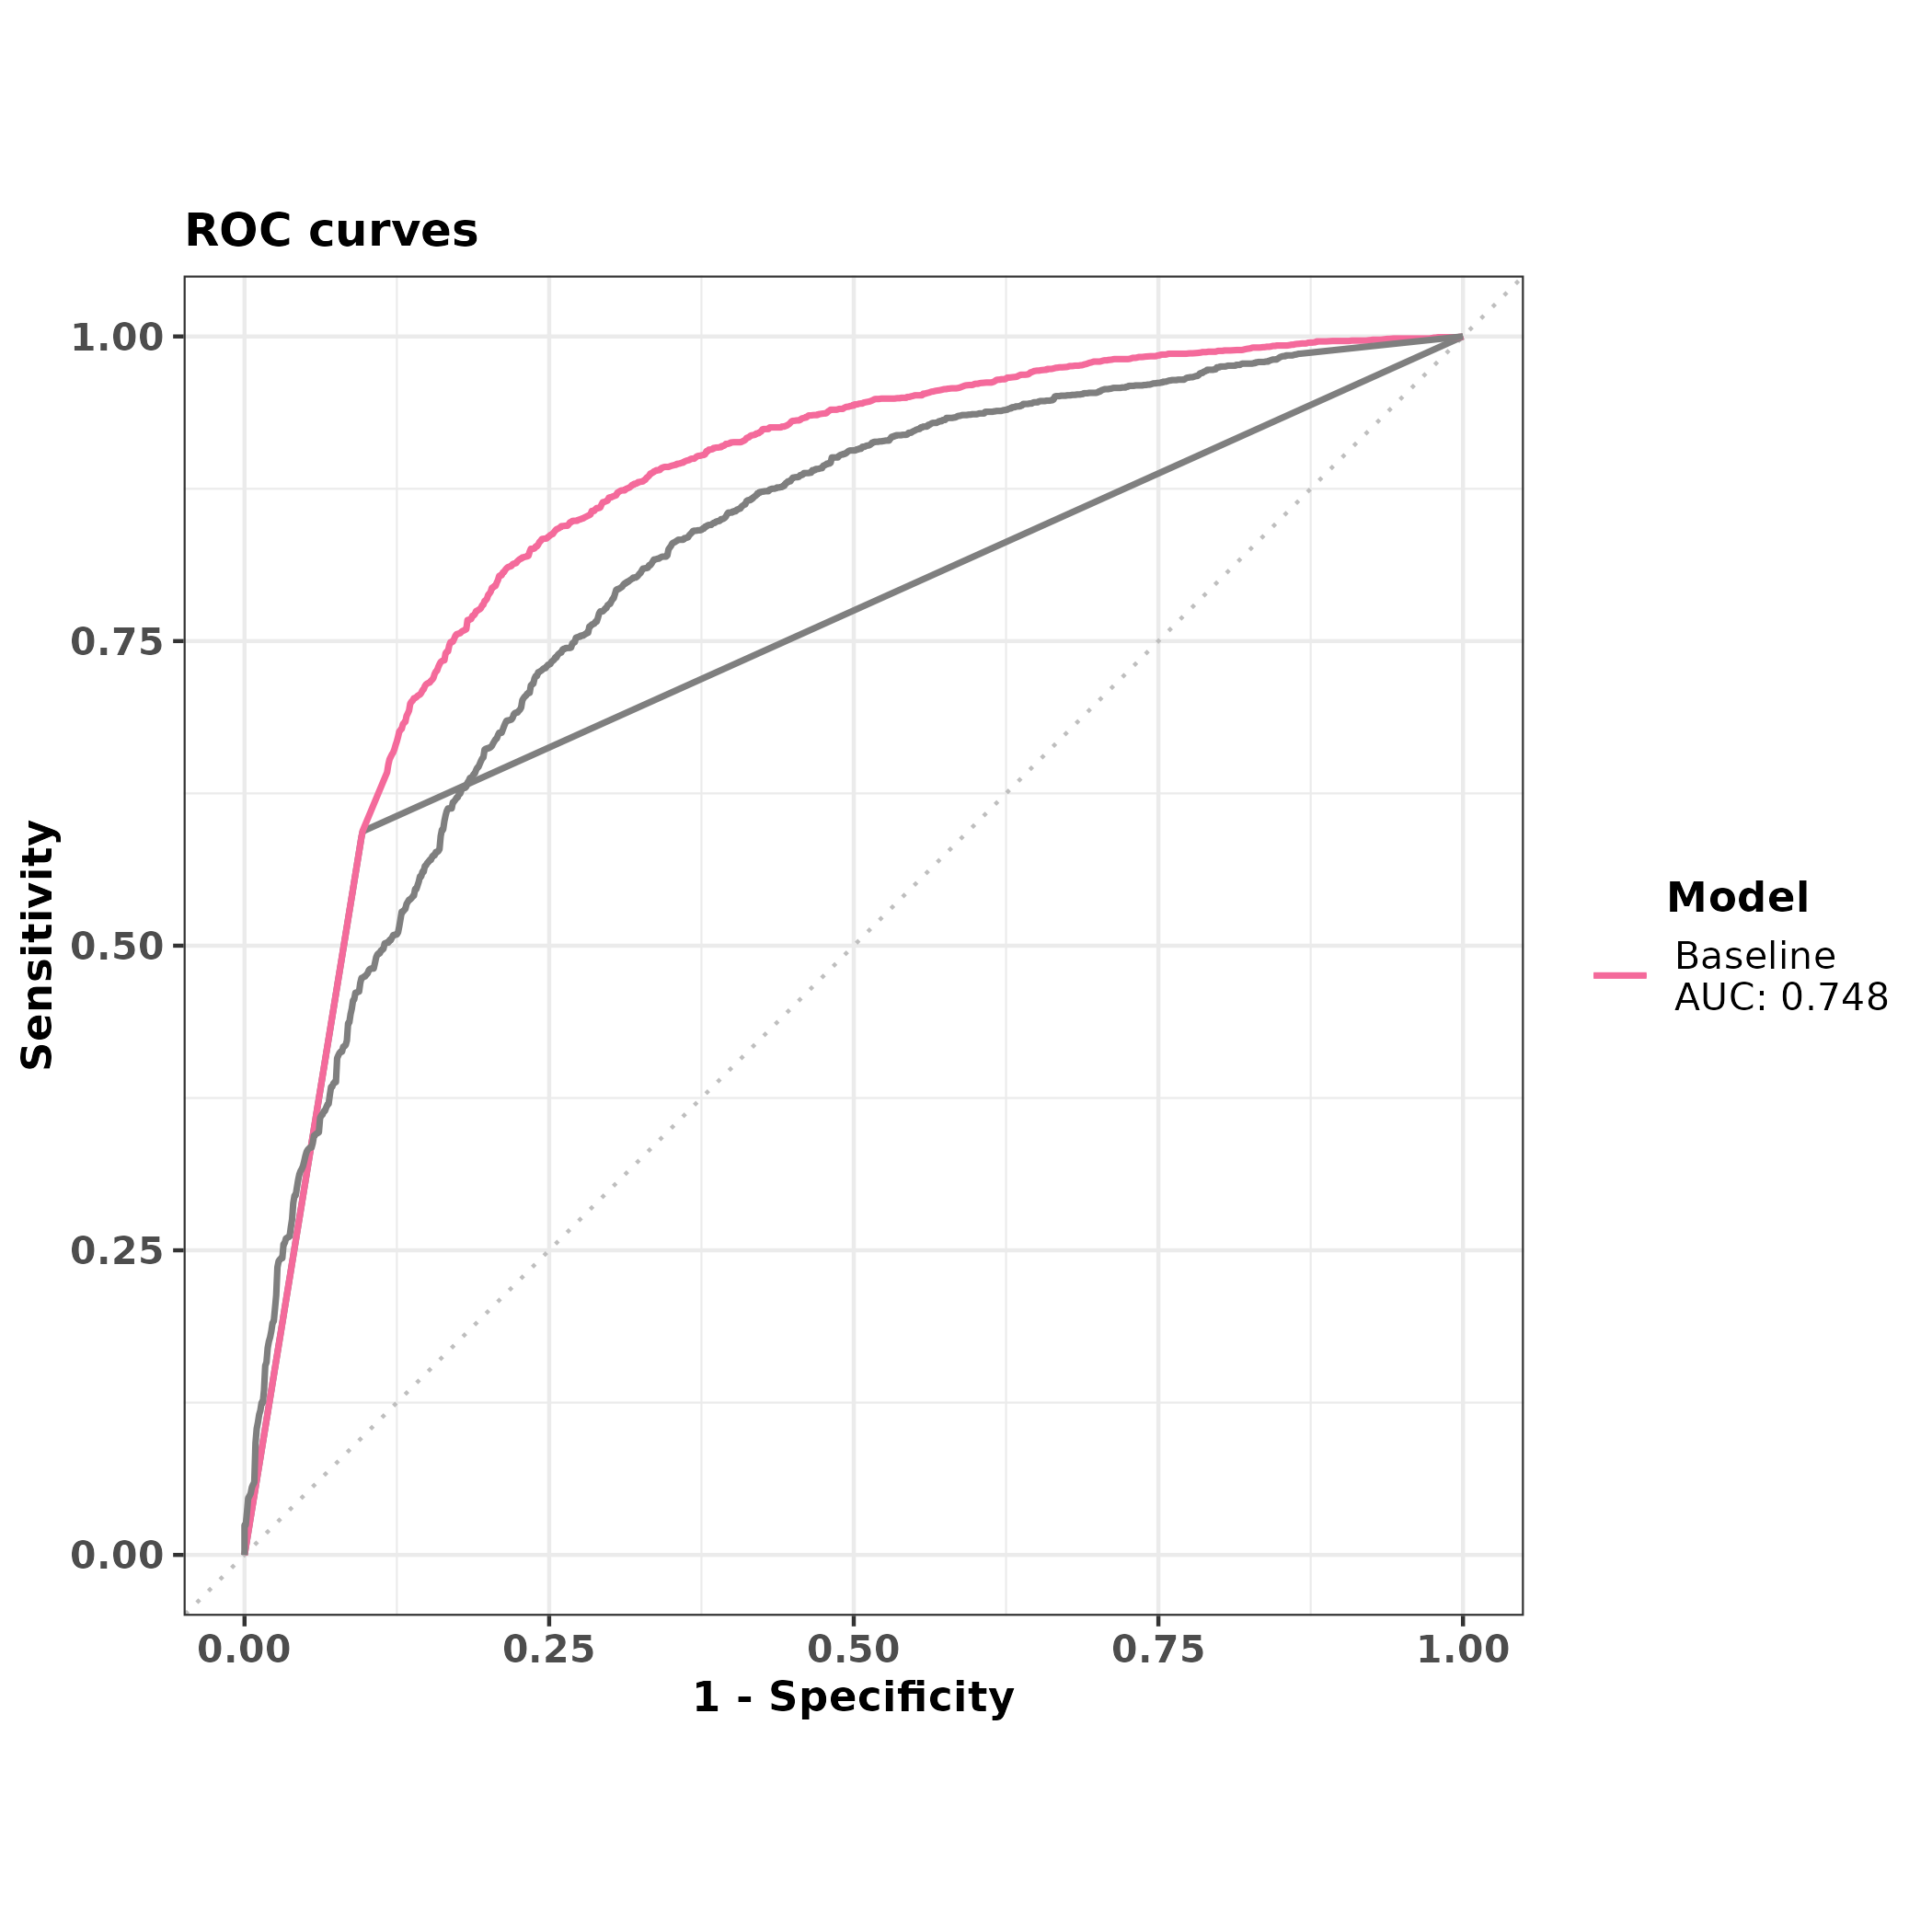 ROC curves
1.00
0.75
0.50
0.25
0.00
Sensitivity
0.00 0.25 0.50 0.75 1.00
1 - Specificity
Model
Baseline
AUC: 0.748